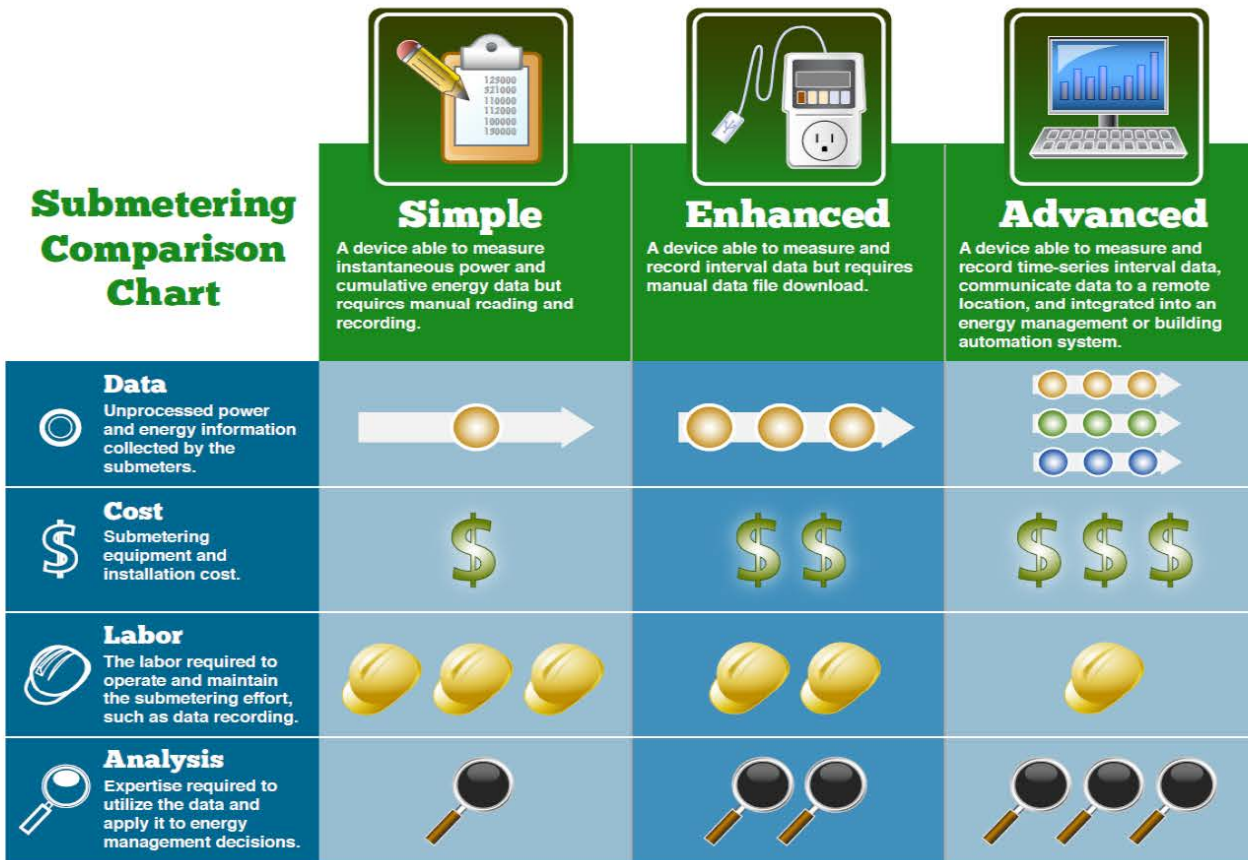 Submetering
Comparison
Chart
125000
521000
110000
112000
100000
150000
Simple
A device able to measure
instantaneous power and
cumulative energy data but
requires manual reading and
recording.
Enhanced
A device able to measure and
record interval data but requires
manual data file download.
Advanced
A device able to measure and
record time-series interval data,
communicate data to a remote
location, and integrated into an
energy management or building
automation system.
Data
Unprocessed power
and energy information
collected by the
submeters.
$
Cost
Submetering
equipment and
installation cost.
$
$ $
$ $ $
Labor
The labor required to
operate and maintain
the submetering effort,
such as data recording.
Analysis
Expertise required to
utilize the data and
apply it to energy
management decisions.